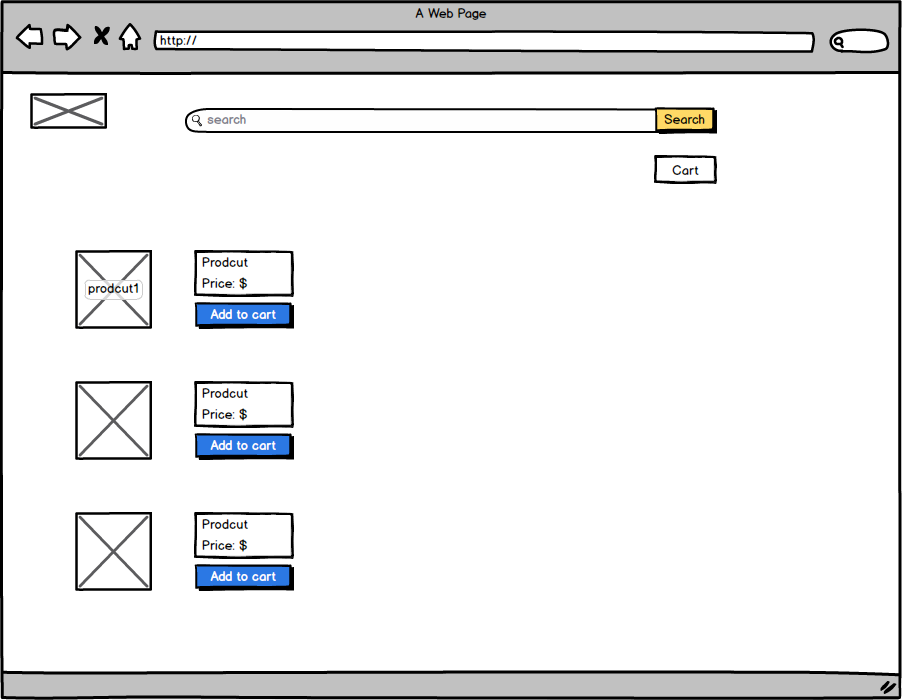 A Web Page
http://
search
Search
Cart
prodcut1
Prodcut
Price: $
Add to cart
Prodcut
Price: $
Add to cart
Prodcut
Price: $
Add to cart